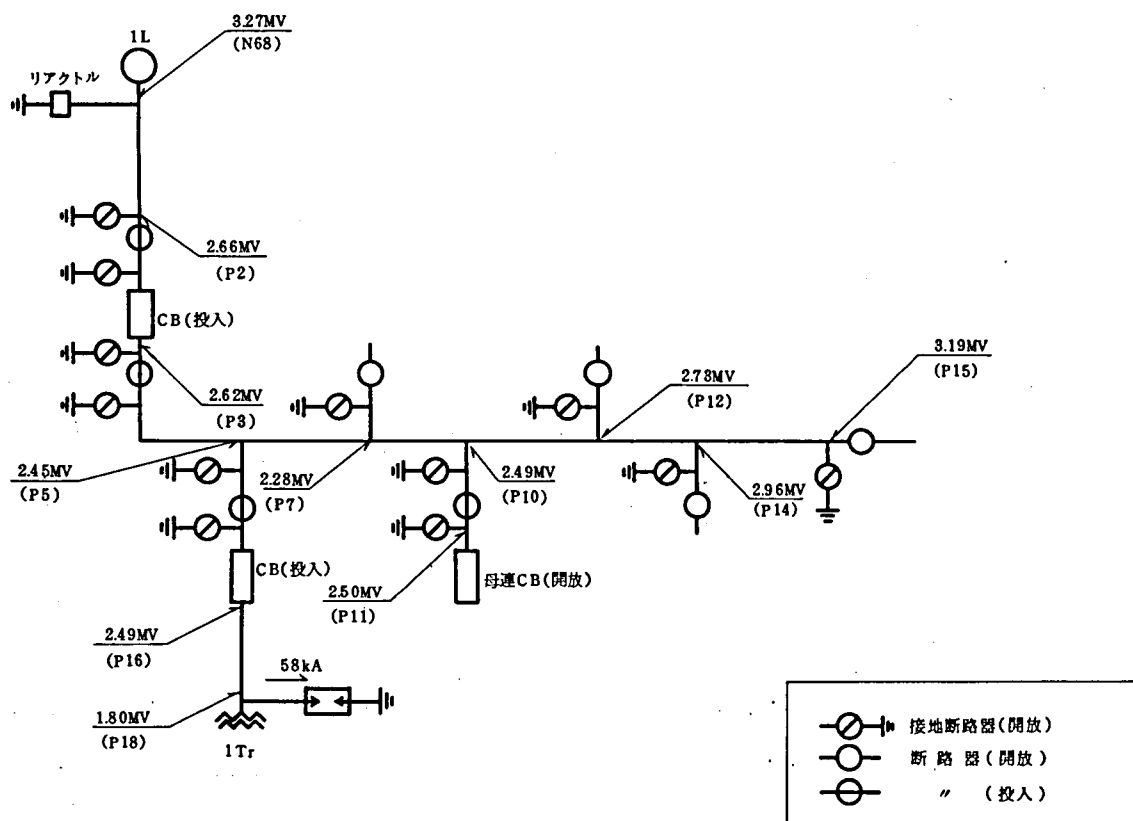 3.27MV
(N68)
1L
リアクトル
2.66MV
(P2)
CB(投入)
2.62MV
(P3)
2.45MV
(P5)
2.28MV
(P7)
2.49MV
(P10)
2.73MV
(P12)
3.19MV
(P15)
2.96MV
(P14)
CB(投入)
2.50MV
(P11)
母連CB(開放)
2.49MV
(P16)
58kA
1.80MV
(P18)
1Tr
接地断路器(開放)
断路器(開放)
〃 (投入)